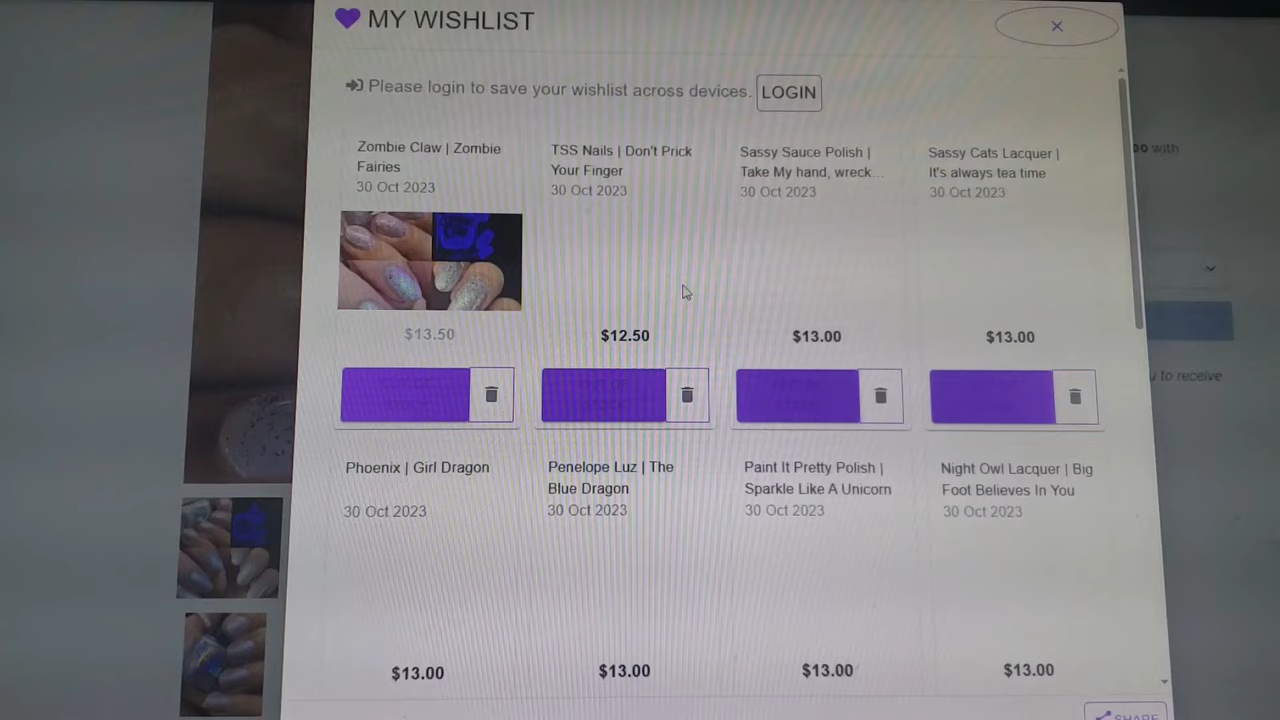 MY WISHLIST
Please login to save your wishlist across devices. LOGIN
Zombie Claw | Zombie
Fairies
30 Oct 2023
TSS Nails | Don't Prick
Your Finger
30 Oct 2023
Sassy Sauce Polish |
Take My hand, wreck...
30 Oct 2023
Sassy Cats Lacquer |
It's always tea time
30 Oct 2023
$13.50
$12.50
$13.00
$13.00
Phoenix | Girl Dragon
30 Oct 2023
Penelope Luz | The
Blue Dragon
30 Oct 2023
Paint It Pretty Polish |
Sparkle Like A Unicorn
30 Oct 2023
Night Owl Lacquer | Big
Foot Believes In You
30 Oct 2023
$13.00
$13.00
$13.00
$13.00
SHARE
with
to receive